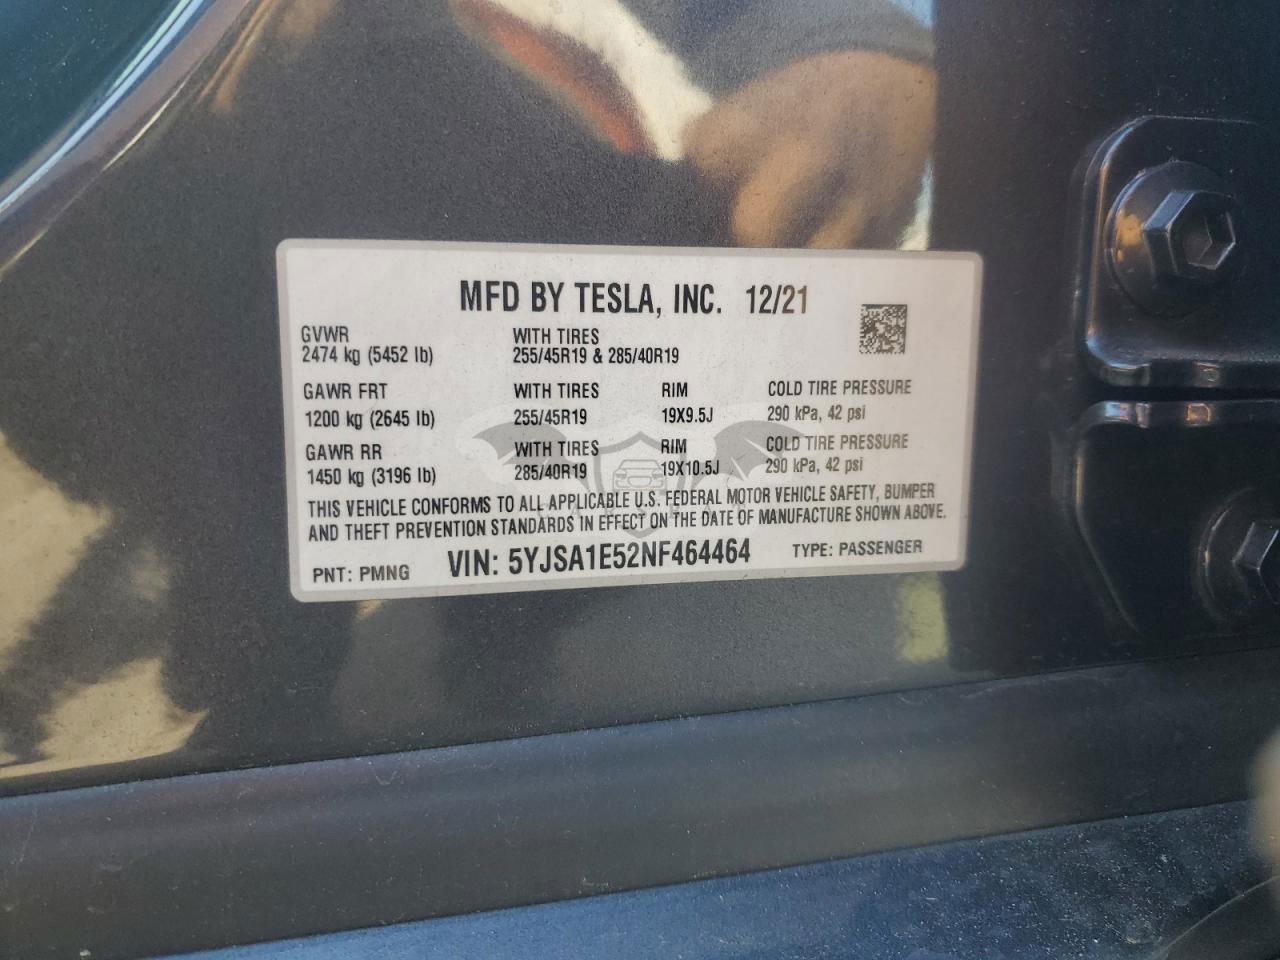 MFD BY TESLA, INC. 12/21
GVWR WITH TIRES
2474 kg (5452 lb) 255/45R19 & 285/40R19
GAWR FRT WITH TIRES RIM COLD TIRE PRESSURE
1200 kg (2645 lb) 255/45R19 19X9.5J 290 kPa, 42 psi
GAWR RR WITH TIRES RIM COLD TIRE PRESSURE
1450 kg (3196 lb) 285/40R19 19X10.5J 290 kPa, 42 psi
THIS VEHICLE CONFORMS TO ALL APPLICABLE U.S. FEDERAL MOTOR VEHICLE SAFETY, BUMPER
AND THEFT PREVENTION STANDARDS IN EFFECT ON THE DATE OF MANUFACTURE SHOWN ABOVE.
PNT: PMNG VIN: 5YJSA1E52NF464464 TYPE: PASSENGER